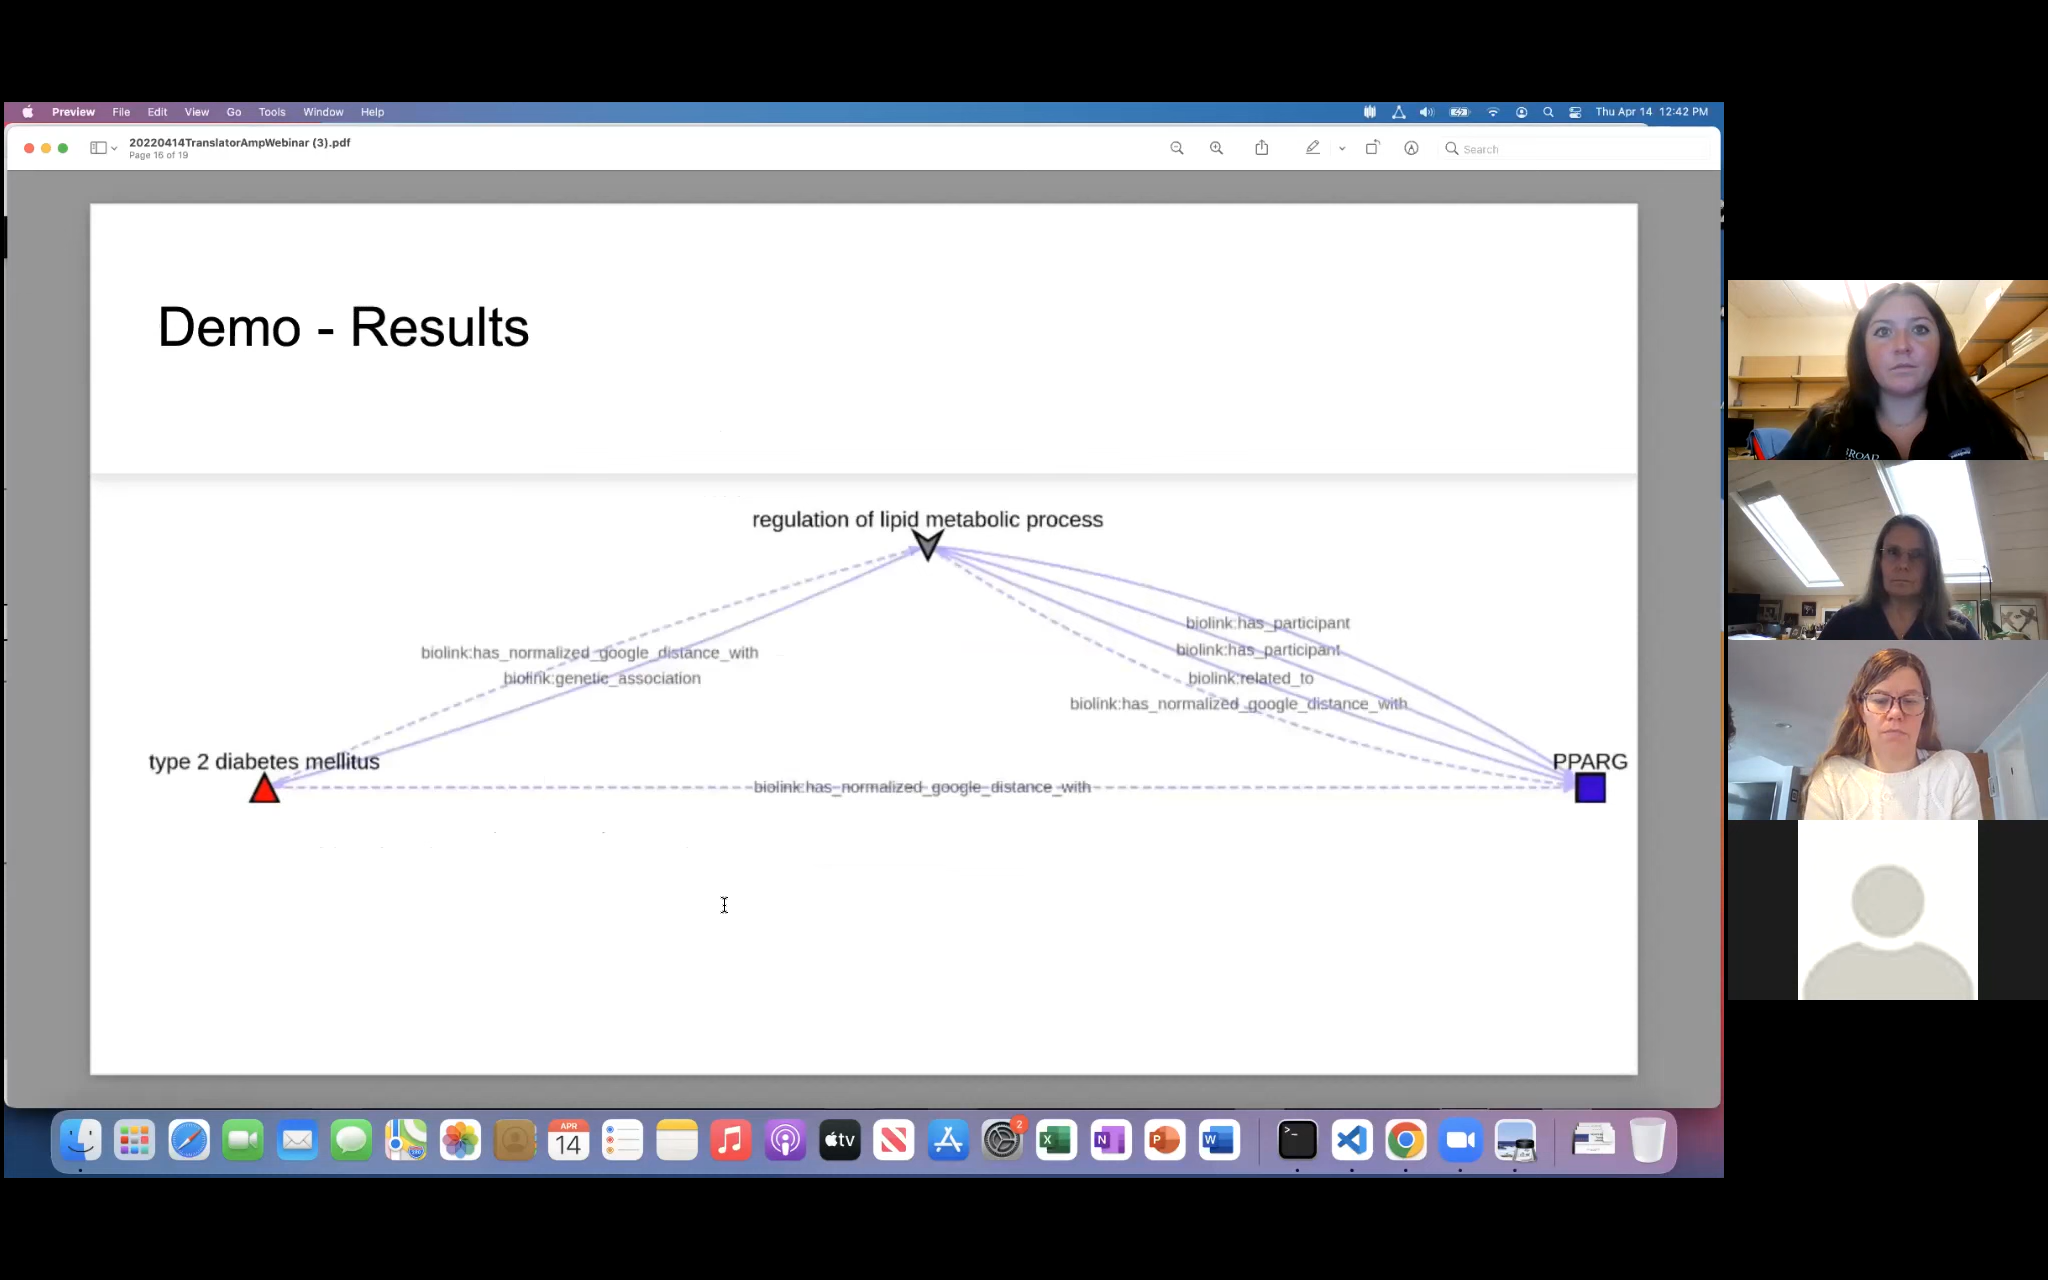 Preview File Edit View Go Tools Window Help
Thu Apr 14 12:42 PM
20220414TranslatorAmpWebinar (3).pdf
Page 16 of 19
Search
Demo - Results
regulation of lipid metabolic process
biolink:has_participant
biolink:has_participant
biolink:related_to
biolink:has_normalized_google_distance_with
biolink:has_normalized_google_distance_with
biolink:genetic_association
type 2 diabetes mellitus
PPARG
biolink:has_normalized_google_distance_with
APR
14
tv
2
X
N
P
W
>_